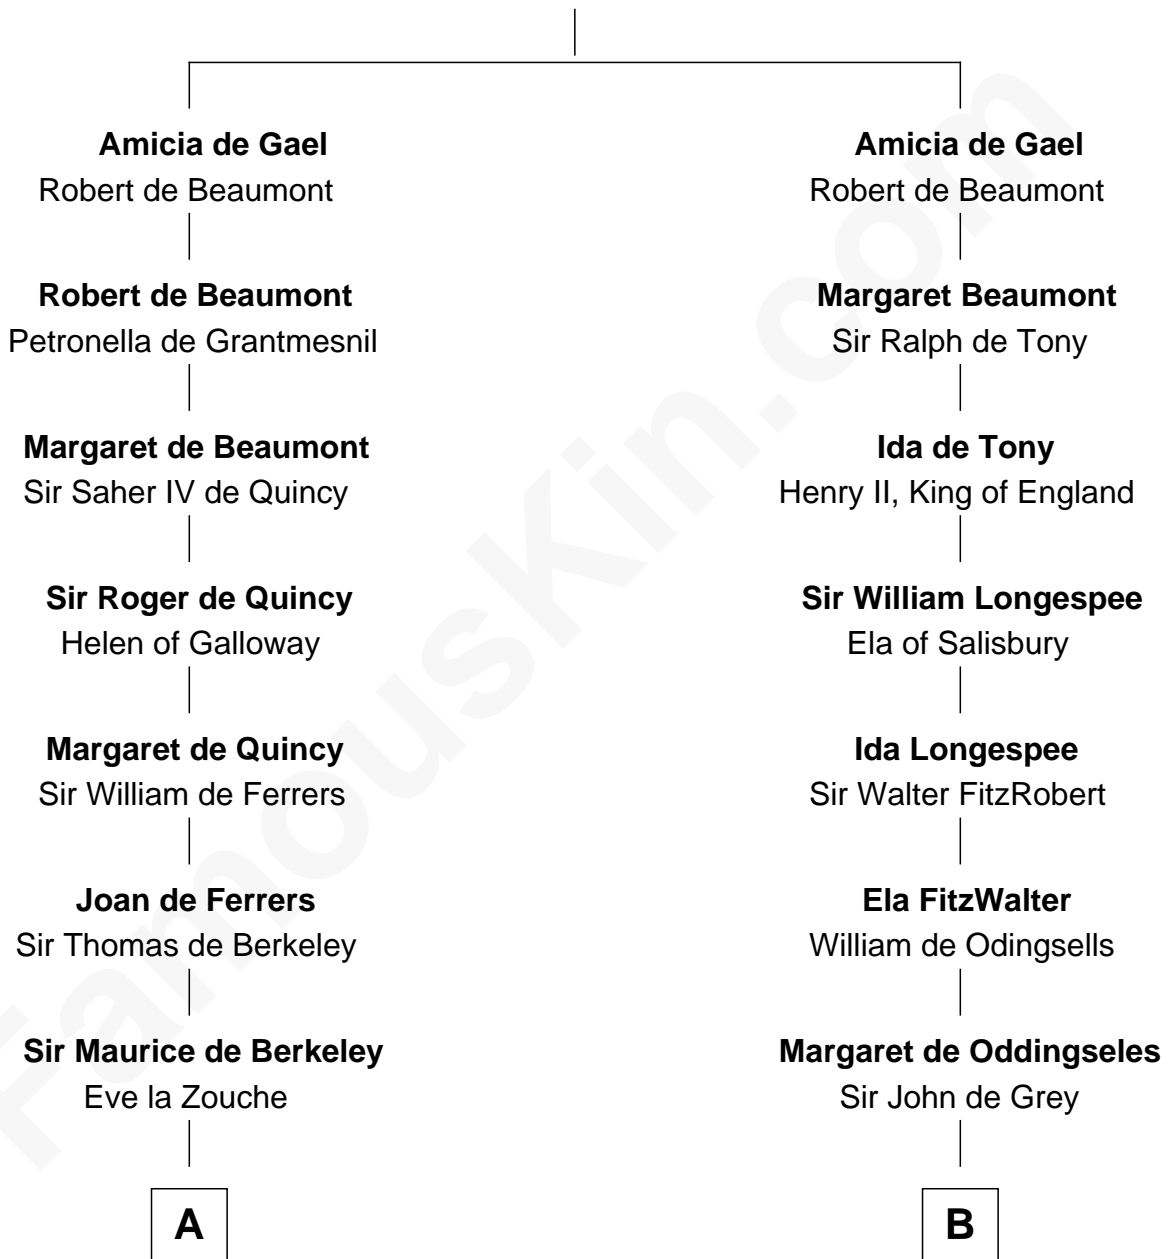 Amicia de Gael
Robert de Beaumont
Robert de Beaumont
Petronella de Grantmesnil
Margaret de Beaumont
Sir Saher IV de Quincy
Sir Roger de Quincy
Helen of Galloway
Margaret de Quincy
Sir William de Ferrers
Joan de Ferrers
Sir Thomas de Berkeley
Sir Maurice de Berkeley
Eve la Zouche
A
Amicia de Gael
Robert de Beaumont
Margaret Beaumont
Sir Ralph de Tony
Ida de Tony
Henry II, King of England
Sir William Longespee
Ela of Salisbury
Ida Longespee
Sir Walter FitzRobert
Ela FitzWalter
William de Odingsells
Margaret de Oddingseles
Sir John de Grey
B
FamousKin.com